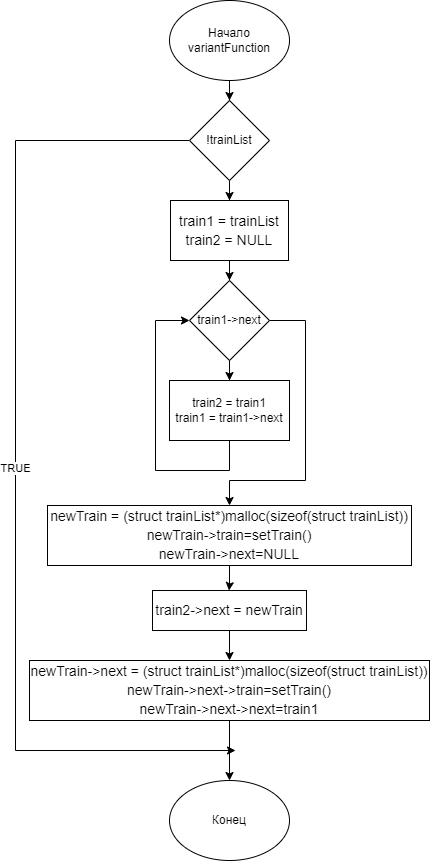 Начало
variantFunction
!trainList
train1 = trainList
train2 = NULL
train1->next
train2 = train1
train1 = train1->next
TRUE
newTrain = (struct trainList*)malloc(sizeof(struct trainList))
newTrain->train=setTrain()
newTrain->next=NULL
train2->next = newTrain
newTrain->next = (struct trainList*)malloc(sizeof(struct trainList))
newTrain->next->train=setTrain()
newTrain->next->next=train1
Конец